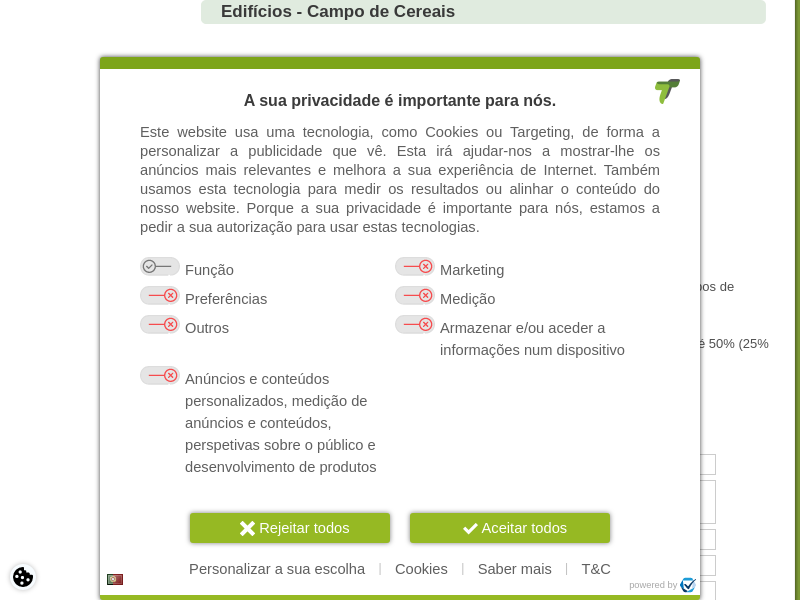 Edifícios - Campo de Cereais
A sua privacidade é importante para nós.
Este website usa uma tecnologia, como Cookies ou Targeting, de forma a
personalizar a publicidade que vê. Esta irá ajudar-nos a mostrar-lhe os
anúncios mais relevantes e melhora a sua experiência de Internet. Também
usamos esta tecnologia para medir os resultados ou alinhar o conteúdo do
nosso website. Porque a sua privacidade é importante para nós, estamos a
pedir a sua autorização para usar estas tecnologias.
Função
Marketing
Preferências
Medição
Outros
Armazenar e/ou aceder a
informações num dispositivo
Anúncios e conteúdos
personalizados, medição de
anúncios e conteúdos,
perspetivas sobre o público e
desenvolvimento de produtos
de
50% (25%
Rejeitar todos
Aceitar todos
Personalizar a sua escolha | Cookies | Saber mais | T&C
powered by